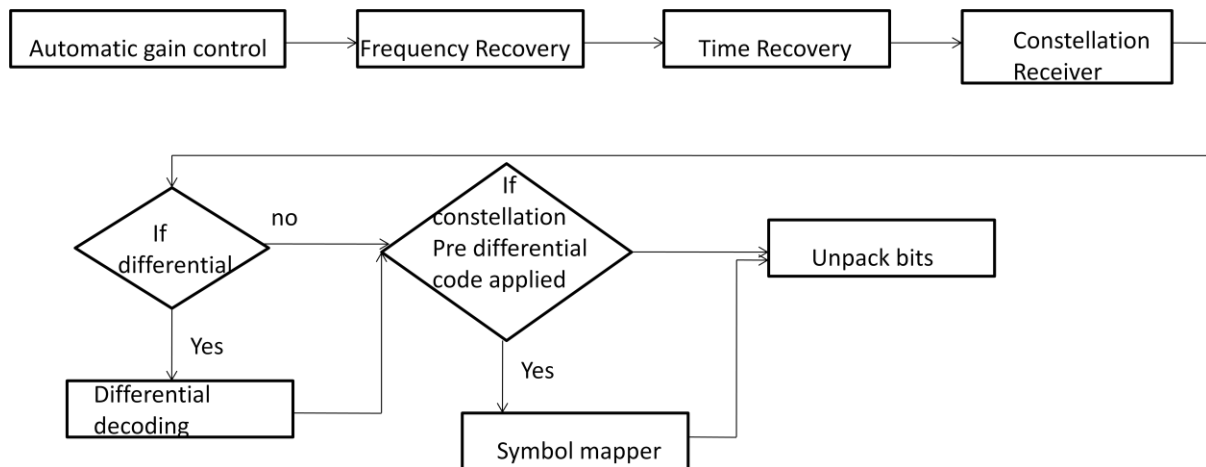 Automatic gain control
Frequency Recovery
Time Recovery
Constellation
Receiver
If
differential
no
If
constellation
Pre differential
code applied
Unpack bits
Yes
Differential
decoding
Yes
Symbol mapper